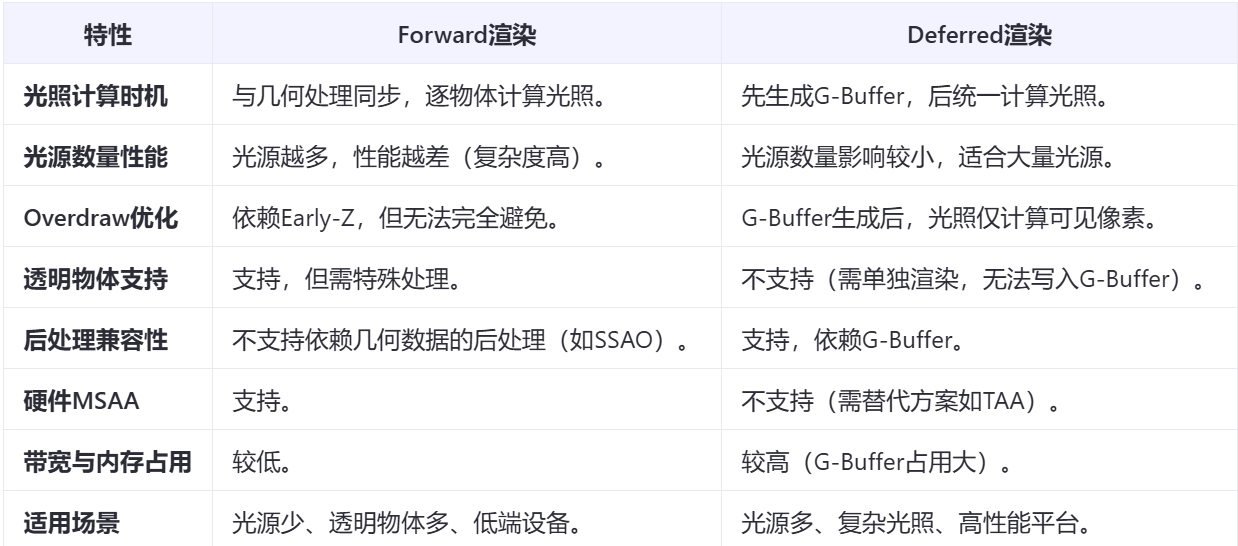 特性 Forward渲染 Deferred渲染
光照计算时机 与几何处理同步，逐物体计算光照。 先生成G-Buffer，后统一计算光照。
光源数量性能 光源越多，性能越差（复杂度高）。 光源数量影响较小，适合大量光源。
Overdraw优化 依赖Early-Z，但无法完全避免。 G-Buffer生成后，光照仅计算可见像素。
透明物体支持 支持，但需特殊处理。 不支持（需单独渲染，无法写入G-Buffer）。
后处理兼容性 不支持依赖几何数据的后处理（如SSAO）。 支持，依赖G-Buffer。
硬件MSAA 支持。 不支持（需替代方案如TAA）。
带宽与内存占用 较低。 较高（G-Buffer占用大）。
适用场景 光源少、透明物体多、低端设备。 光源多、复杂光照、高性能平台。